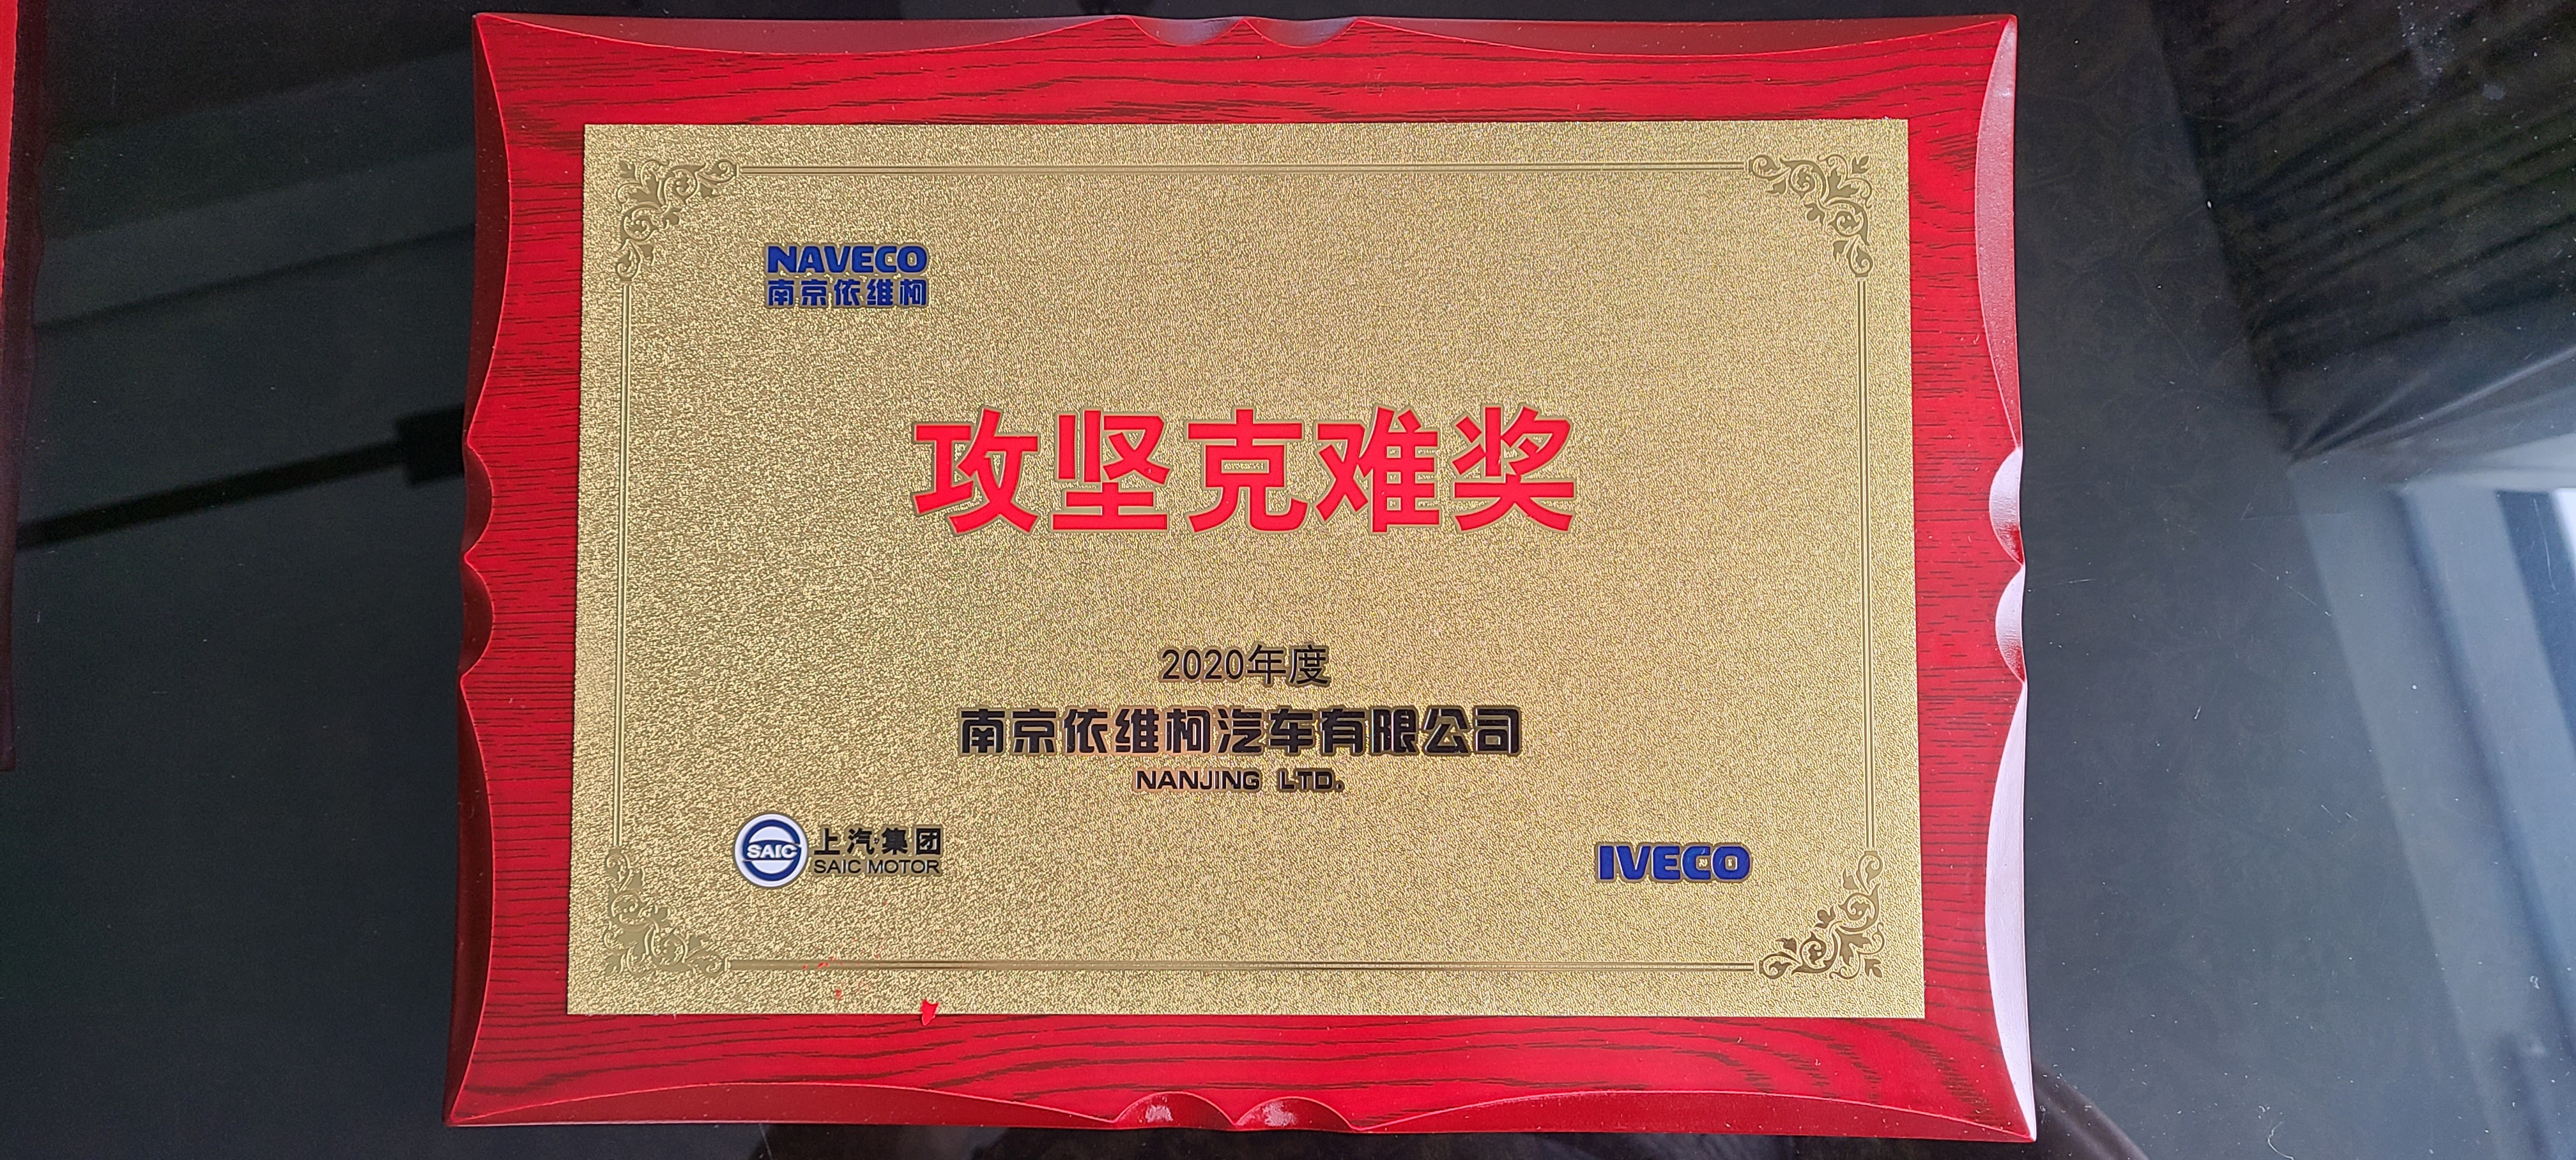 NAVECO
南京依维柯
攻坚克难奖
2020年度
南京依维柯汽车有限公司
NANJING LTD.
SAIC
上汽集团
SAIC MOTOR
IVECO